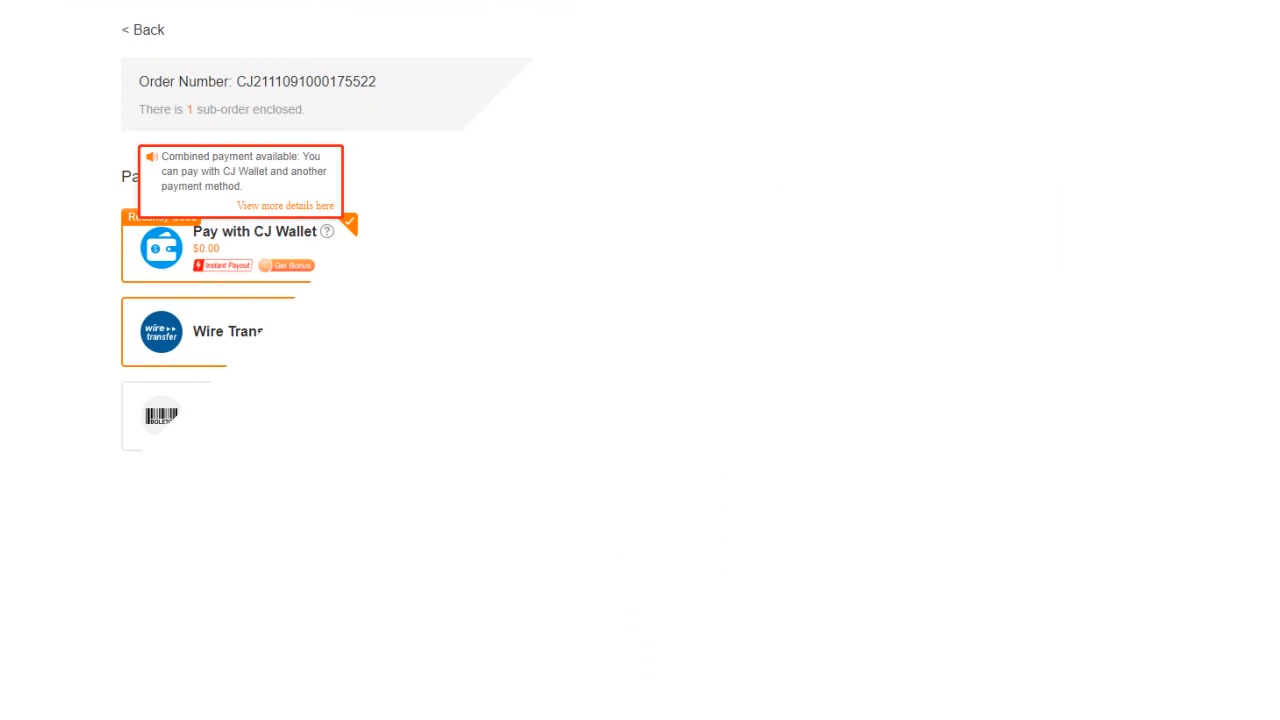 < Back
Order Number: CJ2111091000175522
There is 1 sub-order enclosed.
Combined payment available: You
can pay with CJ Wallet and another
payment method.
View more details here
Pay with CJ Wallet ?
$0.00
Instant Payout Get Bonus
wire
transfer
Wire